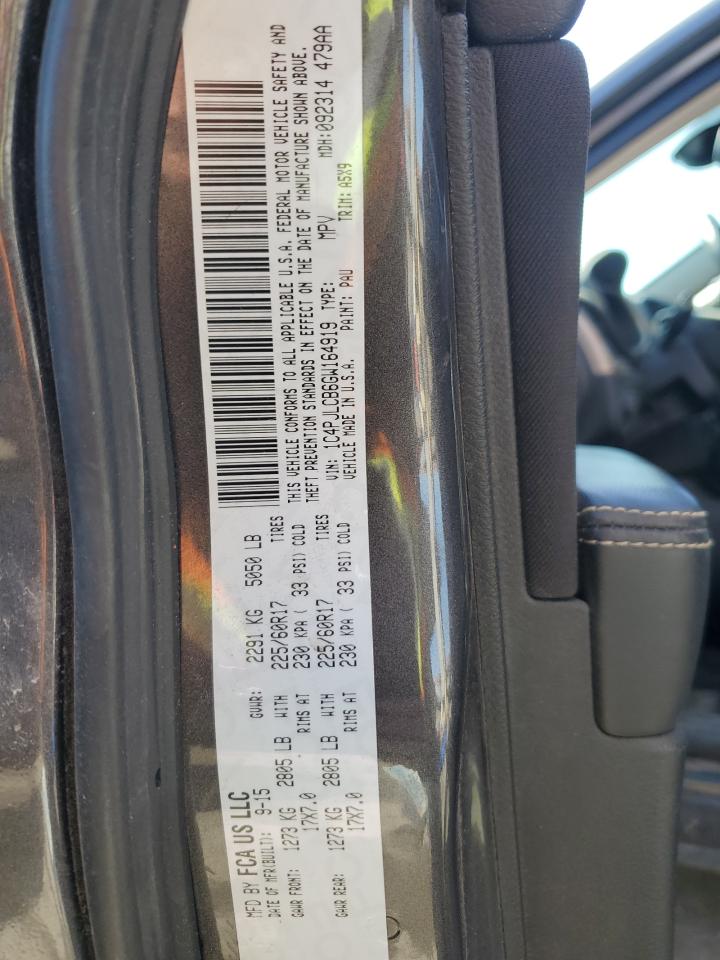 MFD BY FCA US LLC
DATE OF MFR(BUILT): 9-15 GVWR: 2291 KG 5050 LB
GAWR FRONT: 1273 KG 2805 LB WITH 225/60R17 TIRES
17X7.0 RIMS AT 230 KPA ( 33 PSI) COLD
GAWR REAR: 1273 KG 2805 LB WITH 225/60R17 TIRES
17X7.0 RIMS AT 230 KPA ( 33 PSI) COLD
THIS VEHICLE CONFORMS TO ALL APPLICABLE U.S.A. FEDERAL MOTOR VEHICLE SAFETY AND
THEFT PREVENTION STANDARDS IN EFFECT ON THE DATE OF MANUFACTURE SHOWN ABOVE.
VIN: 1C4PJLCB6GW164919 TYPE: MPV MDH:092314 479AA
VEHICLE MADE IN U.S.A. PAINT: PAU TRIM: A5X9